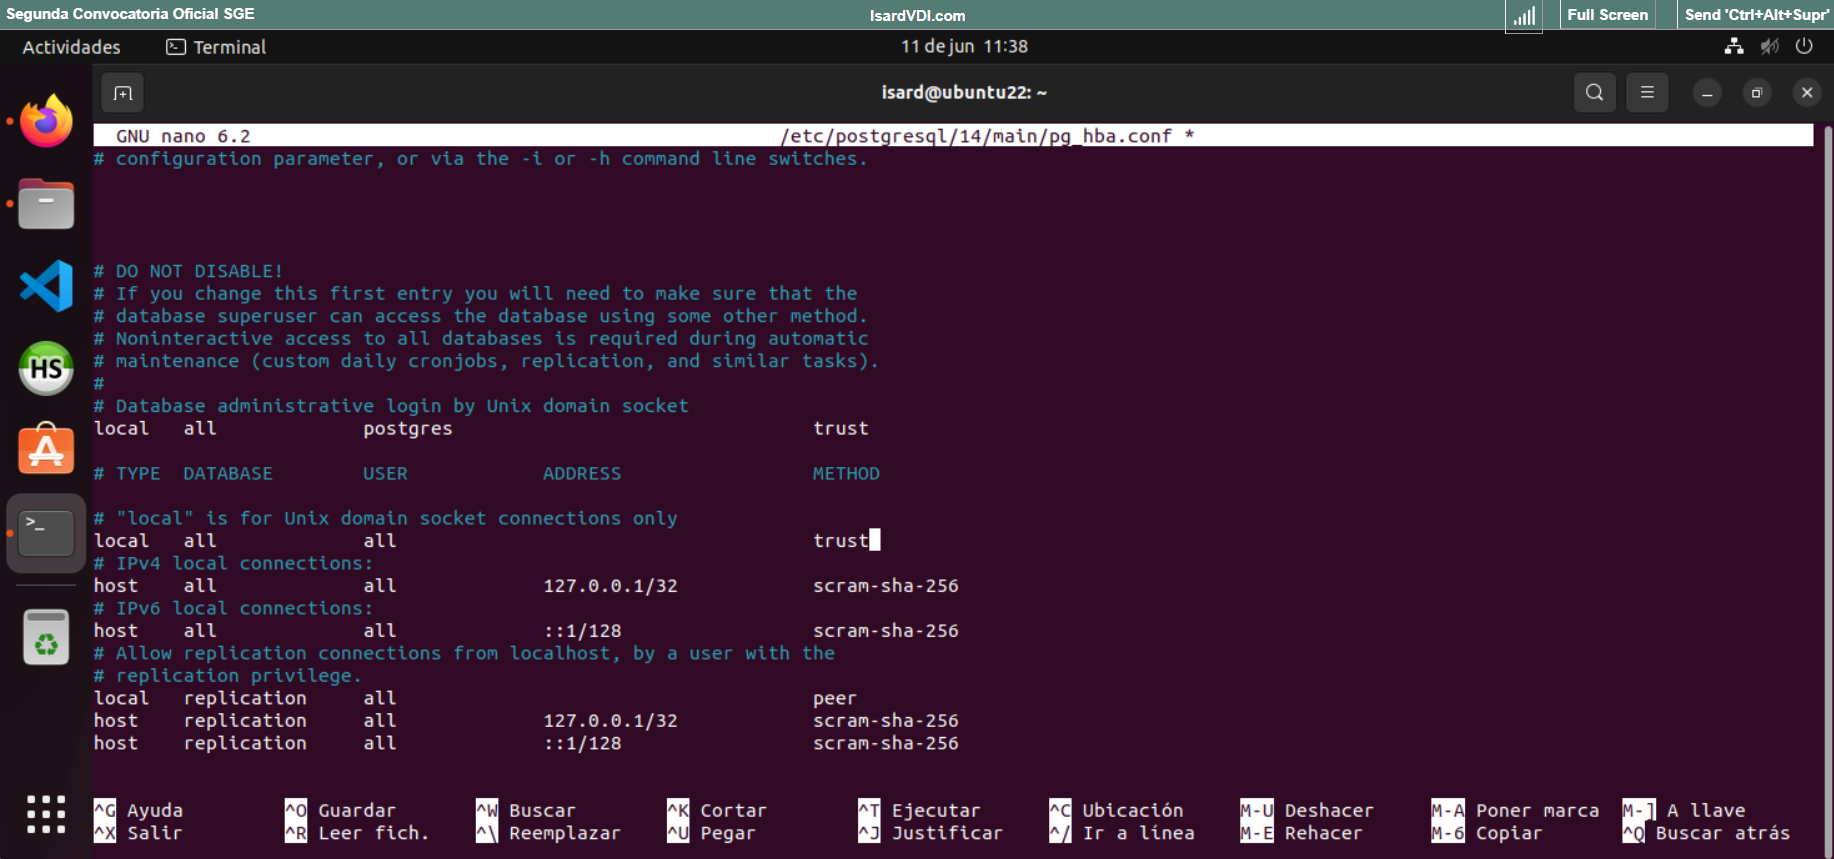 Segunda Convocatoria Oficial SGE
IsardVDI.com
Full Screen
Send 'Ctrl+Alt+Supr'
Actividades
Terminal
11 de jun 11:38
isard@ubuntu22: ~
GNU nano 6.2 /etc/postgresql/14/main/pg_hba.conf *
# configuration parameter, or via the -i or -h command line switches.
# DO NOT DISABLE!
# If you change this first entry you will need to make sure that the
# database superuser can access the database using some other method.
# Noninteractive access to all databases is required during automatic
# maintenance (custom daily cronjobs, replication, and similar tasks).
#
# Database administrative login by Unix domain socket
local   all             postgres                                trust
# TYPE  DATABASE        USER            ADDRESS                 METHOD
# "local" is for Unix domain socket connections only
local   all             all                                     trust
# IPv4 local connections:
host    all             all             127.0.0.1/32            scram-sha-256
# IPv6 local connections:
host    all             all             ::1/128                 scram-sha-256
# Allow replication connections from localhost, by a user with the
# replication privilege.
local   replication     all                                     peer
host    replication     all             127.0.0.1/32            scram-sha-256
host    replication     all             ::1/128                 scram-sha-256
^G Ayuda ^O Guardar ^W Buscar ^K Cortar ^T Ejecutar ^C Ubicación M-U Deshacer M-A Poner marca M-] A llave
^X Salir ^R Leer fich. ^\ Reemplazar ^U Pegar ^J Justificar ^/ Ir a línea M-E Rehacer M-6 Copiar ^Q Buscar atrás
HS
>_